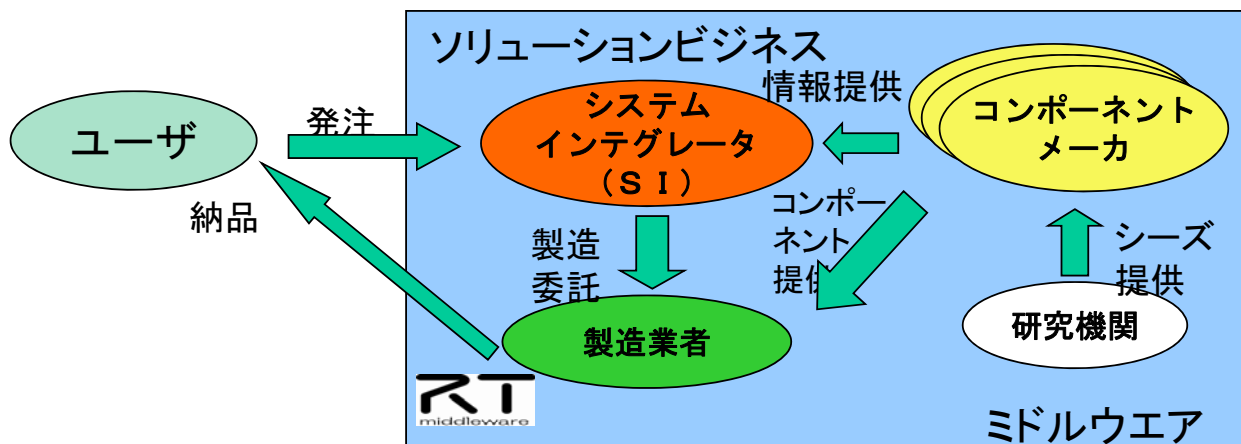 ソリューションビジネス
情報提供
コンポーネント
メーカ
システム
インテグレータ
(ＳＩ)
発注
ユーザ
納品
製造
委託
コンポー
ネント
提供
シーズ
提供
製造業者
研究機関
RT
middleware
ミドルウエア